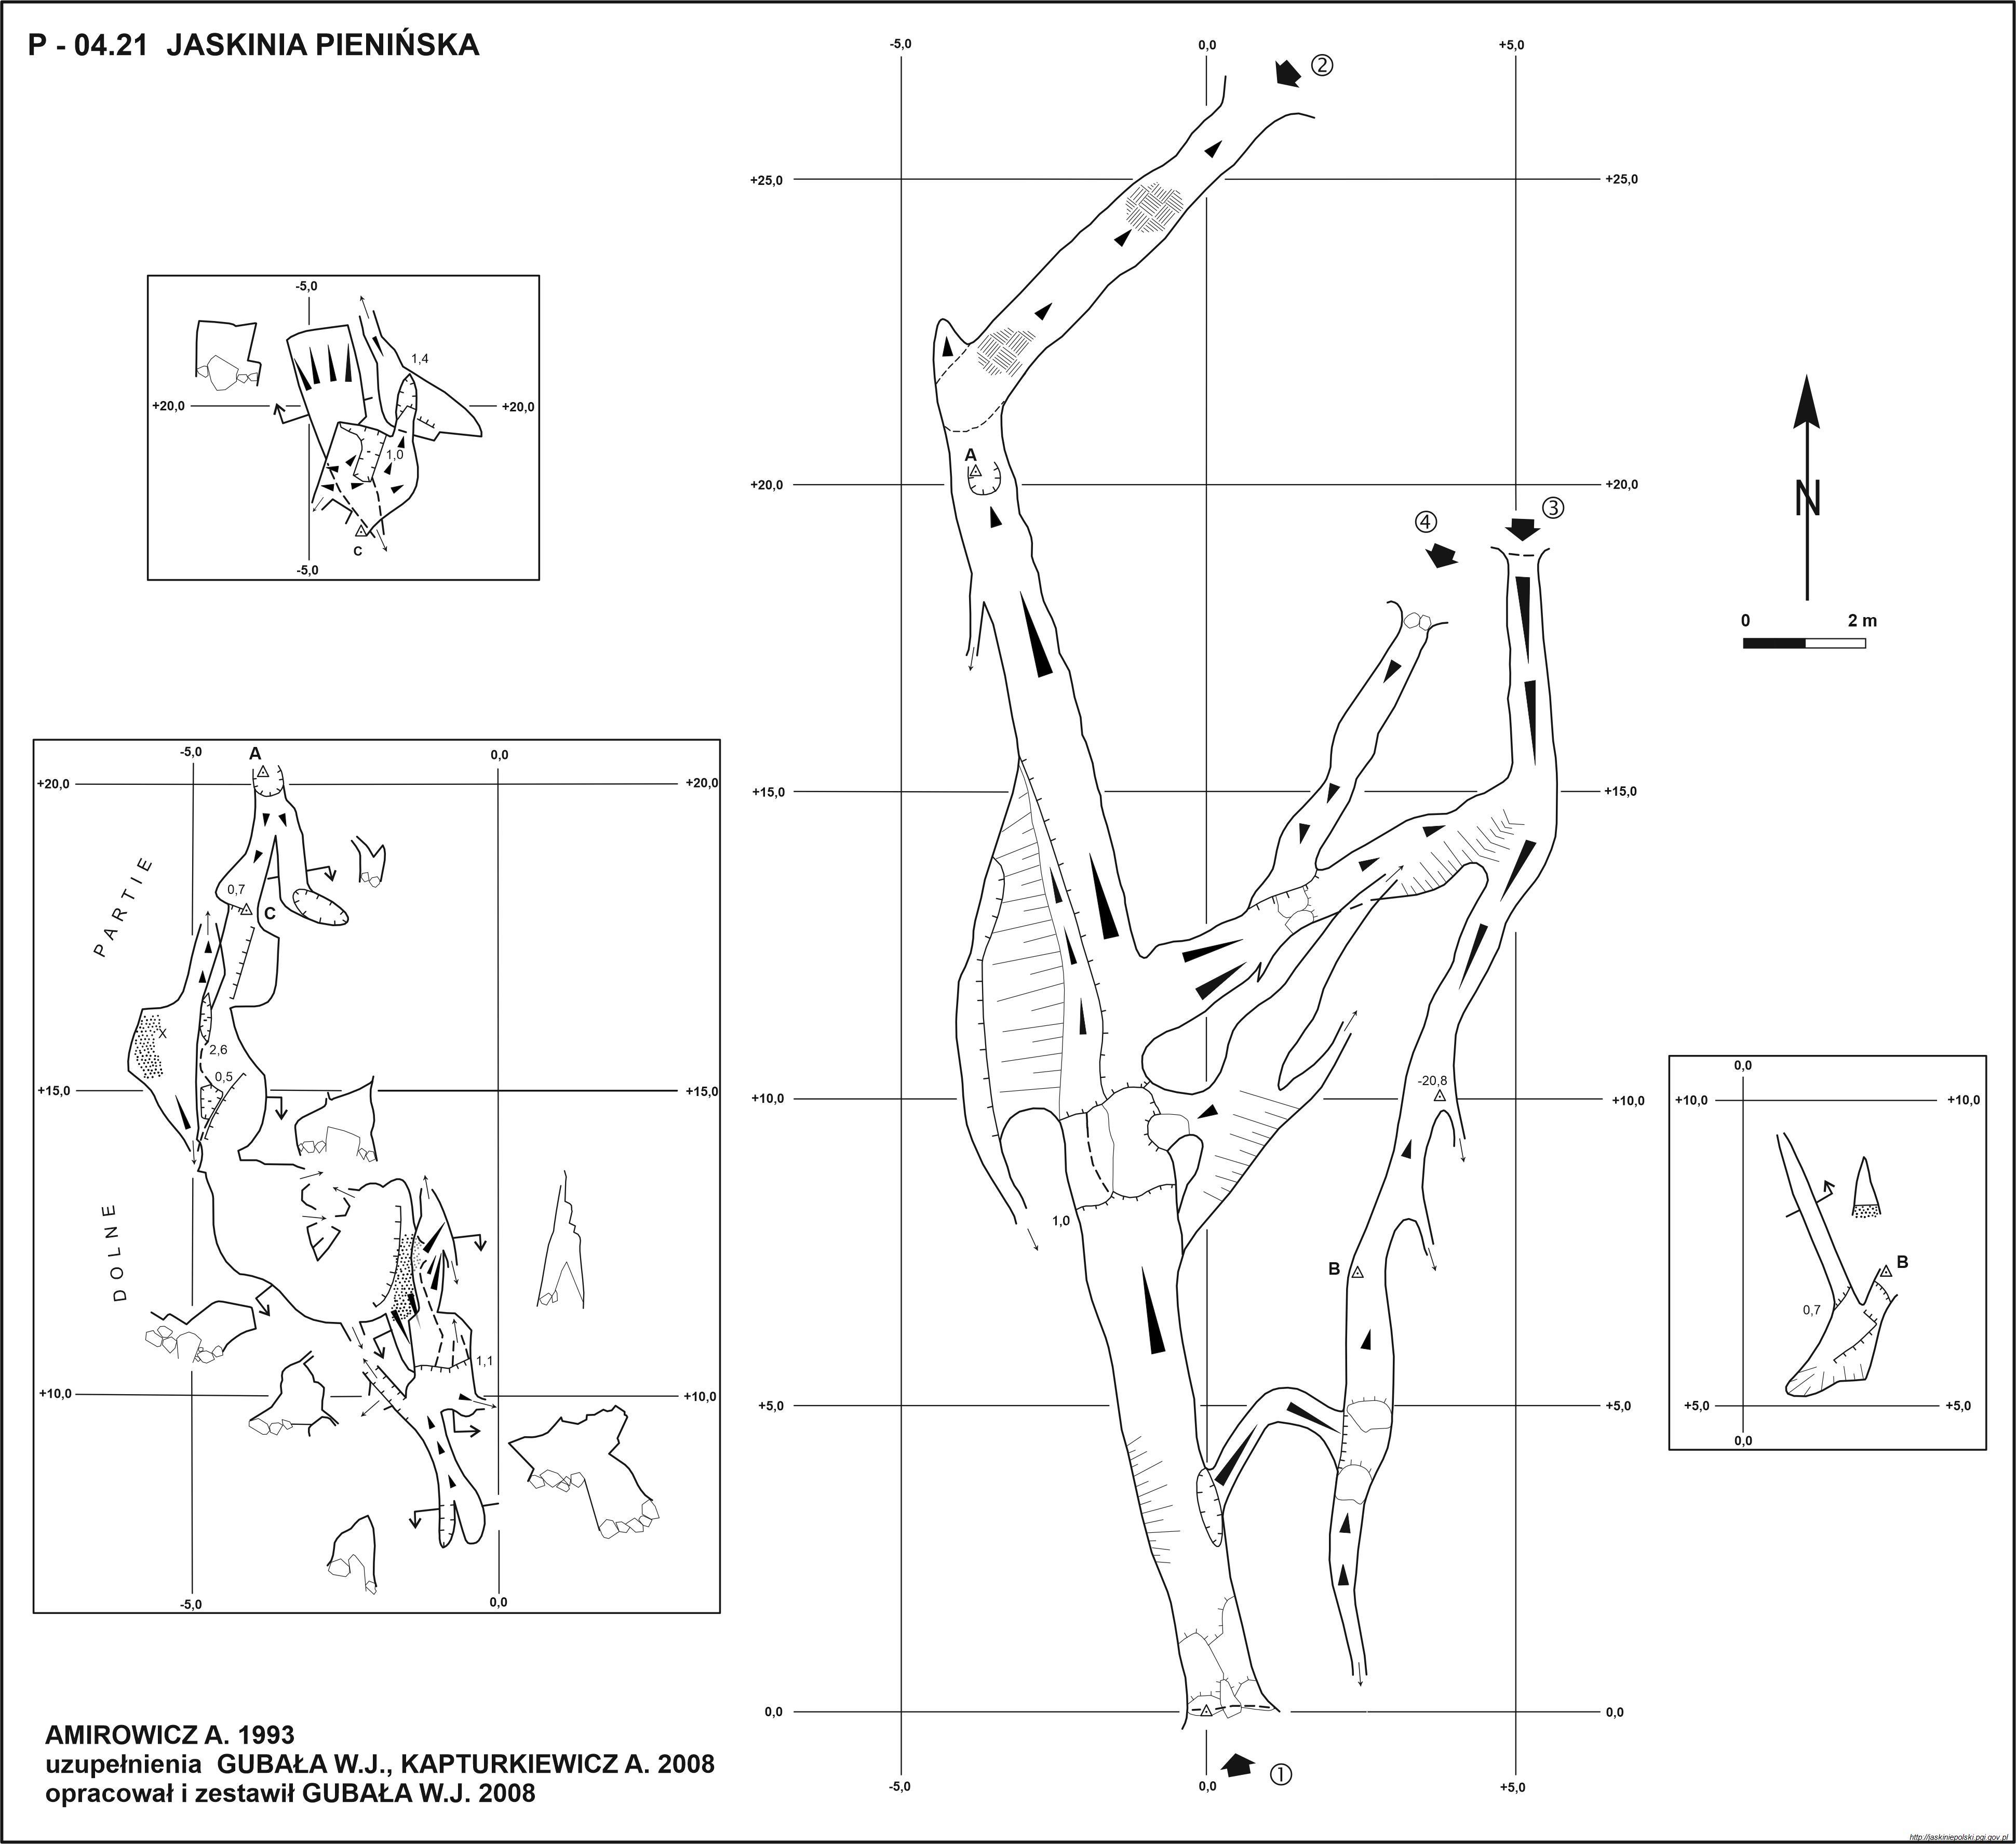 P - 04.21 JASKINIA PIENIŃSKA
-5,0 0,0 +5,0
②
+25,0 +25,0
-5,0
1,4
+20,0 +20,0
1,0
C
-5,0
A
+20,0 +20,0
④ ③
N
0 2 m
-5,0 A 0,0
+20,0 +20,0
+15,0 +15,0
0,7
C
PARTIE
X
2,6
0,5
+15,0 +15,0
DOLNE
1,1
+10,0 +10,0
-5,0 0,0
-20,8
+10,0 +10,0
1,0
B
+5,0 +5,0
0,0
+10,0 +10,0
B
0,7
+5,0 +5,0
0,0
0,0 0,0
-5,0 0,0 +5,0
①
AMIROWICZ A. 1993
uzupełnienia GUBAŁA W.J., KAPTURKIEWICZ A. 2008
opracował i zestawił GUBAŁA W.J. 2008
http://jaskiniepolski.pgi.gov.pl